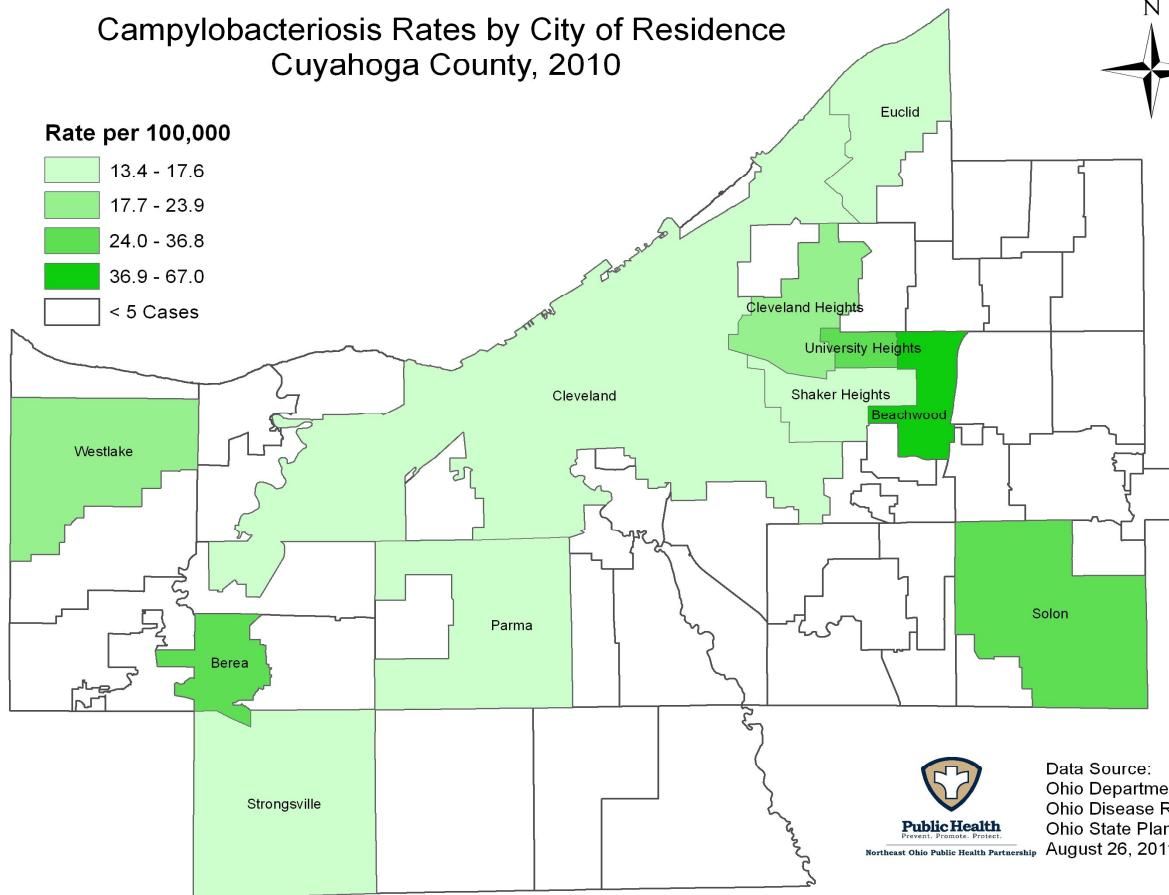 Campylobacteriosis Rates by City of Residence
Cuyahoga County, 2010
N
Rate per 100,000
13.4 - 17.6
17.7 - 23.9
24.0 - 36.8
36.9 - 67.0
< 5 Cases
Euclid
Cleveland Heights
University Heights
Cleveland
Shaker Heights
Beachwood
Westlake
Solon
Parma
Berea
Strongsville
Public Health
Prevent. Promote. Protect.
Northeast Ohio Public Health Partnership
Data Source:
Ohio Departme
Ohio Disease R
Ohio State Plan
August 26, 201